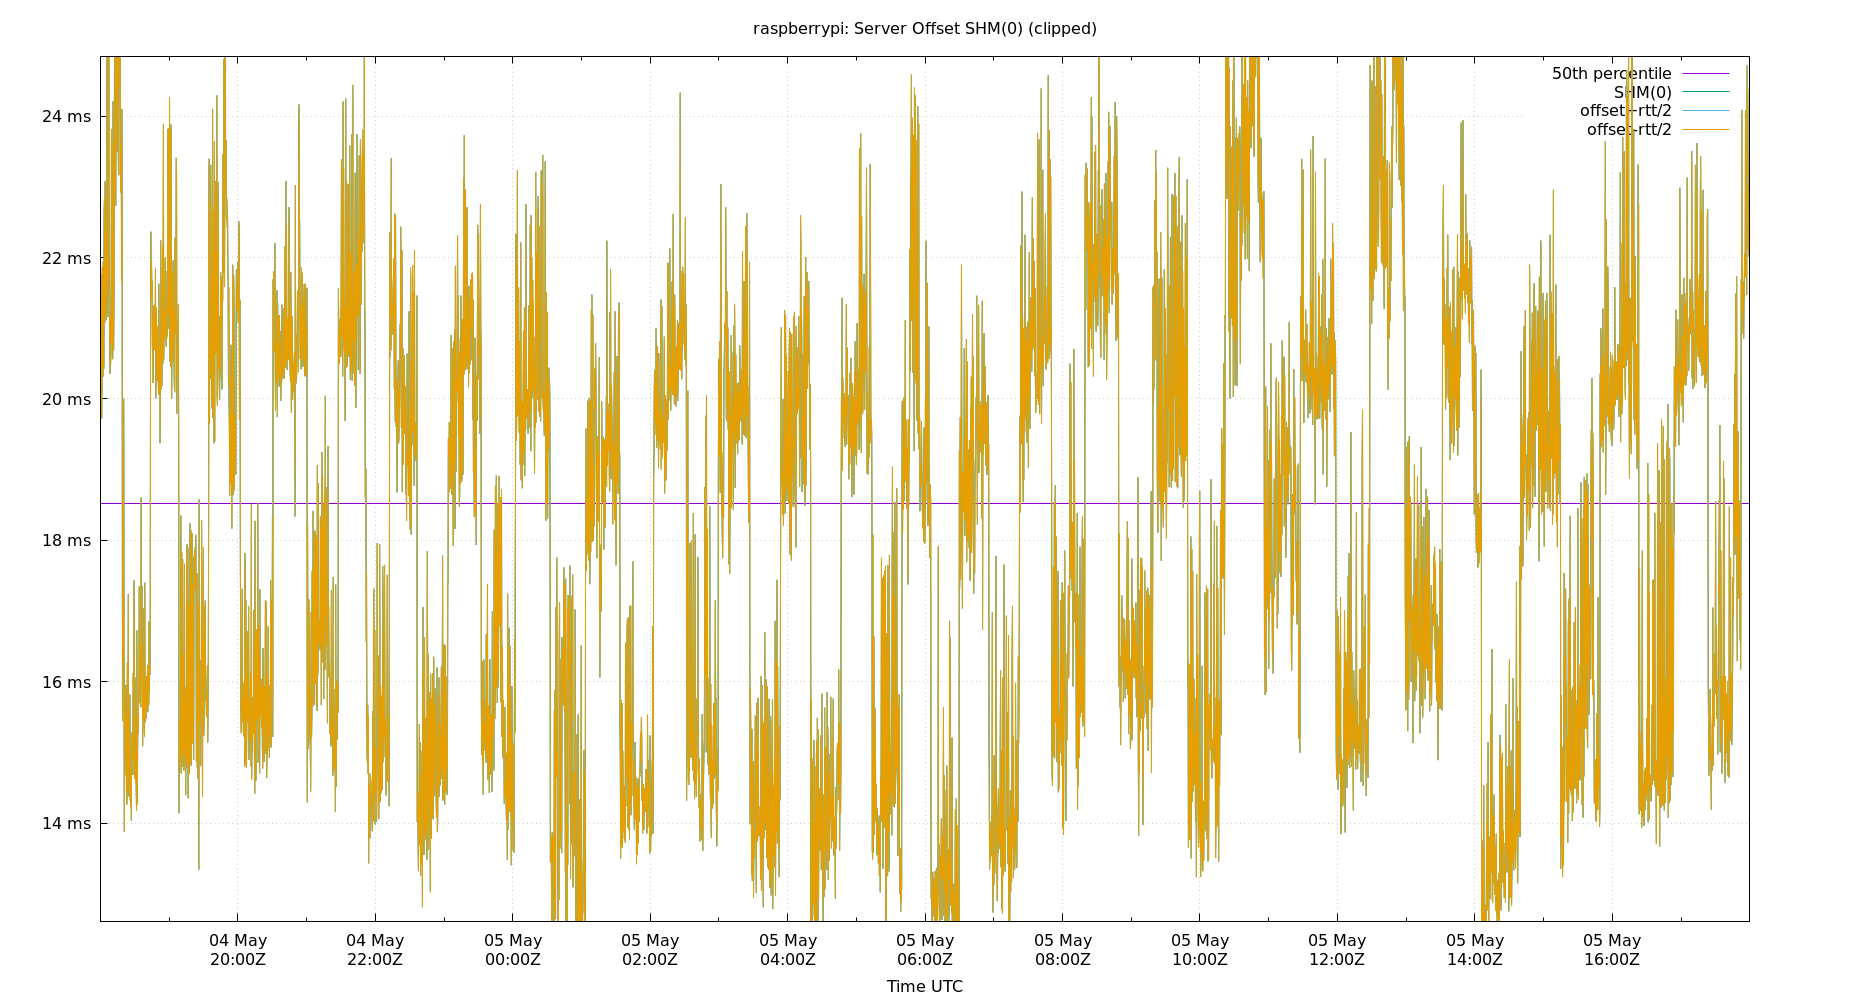 raspberrypi: Server Offset SHM(0) (clipped)
50th percentile
SHM(0)
offset+rtt/2
offset-rtt/2
24 ms
22 ms
20 ms
18 ms
16 ms
14 ms
04 May
20:00Z
04 May
22:00Z
05 May
00:00Z
05 May
02:00Z
05 May
04:00Z
05 May
06:00Z
05 May
08:00Z
05 May
10:00Z
05 May
12:00Z
05 May
14:00Z
05 May
16:00Z
Time UTC